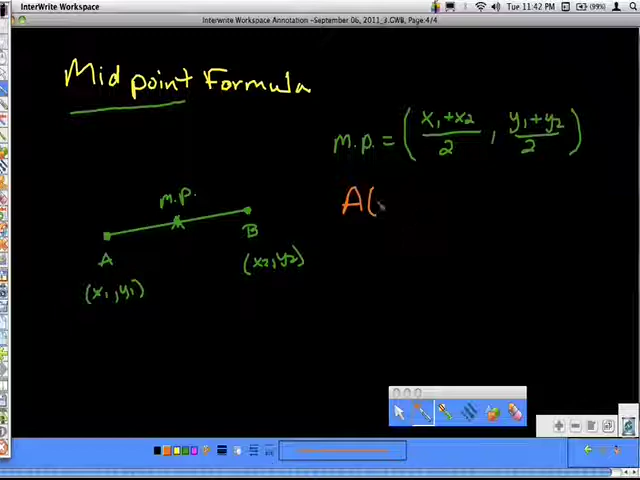 InterWrite Workspace
Tue 11:42 PM
(99%)
Interwrite Workspace Annotation -September 06, 2011_3.GWB, Page:4/4
Midpoint Formula
m.p. = ( x₁+x₂ / 2 , y₁+y₂ / 2 )
A(
m.p.
A
B
(x₁,y₁)
(x₂,y₂)